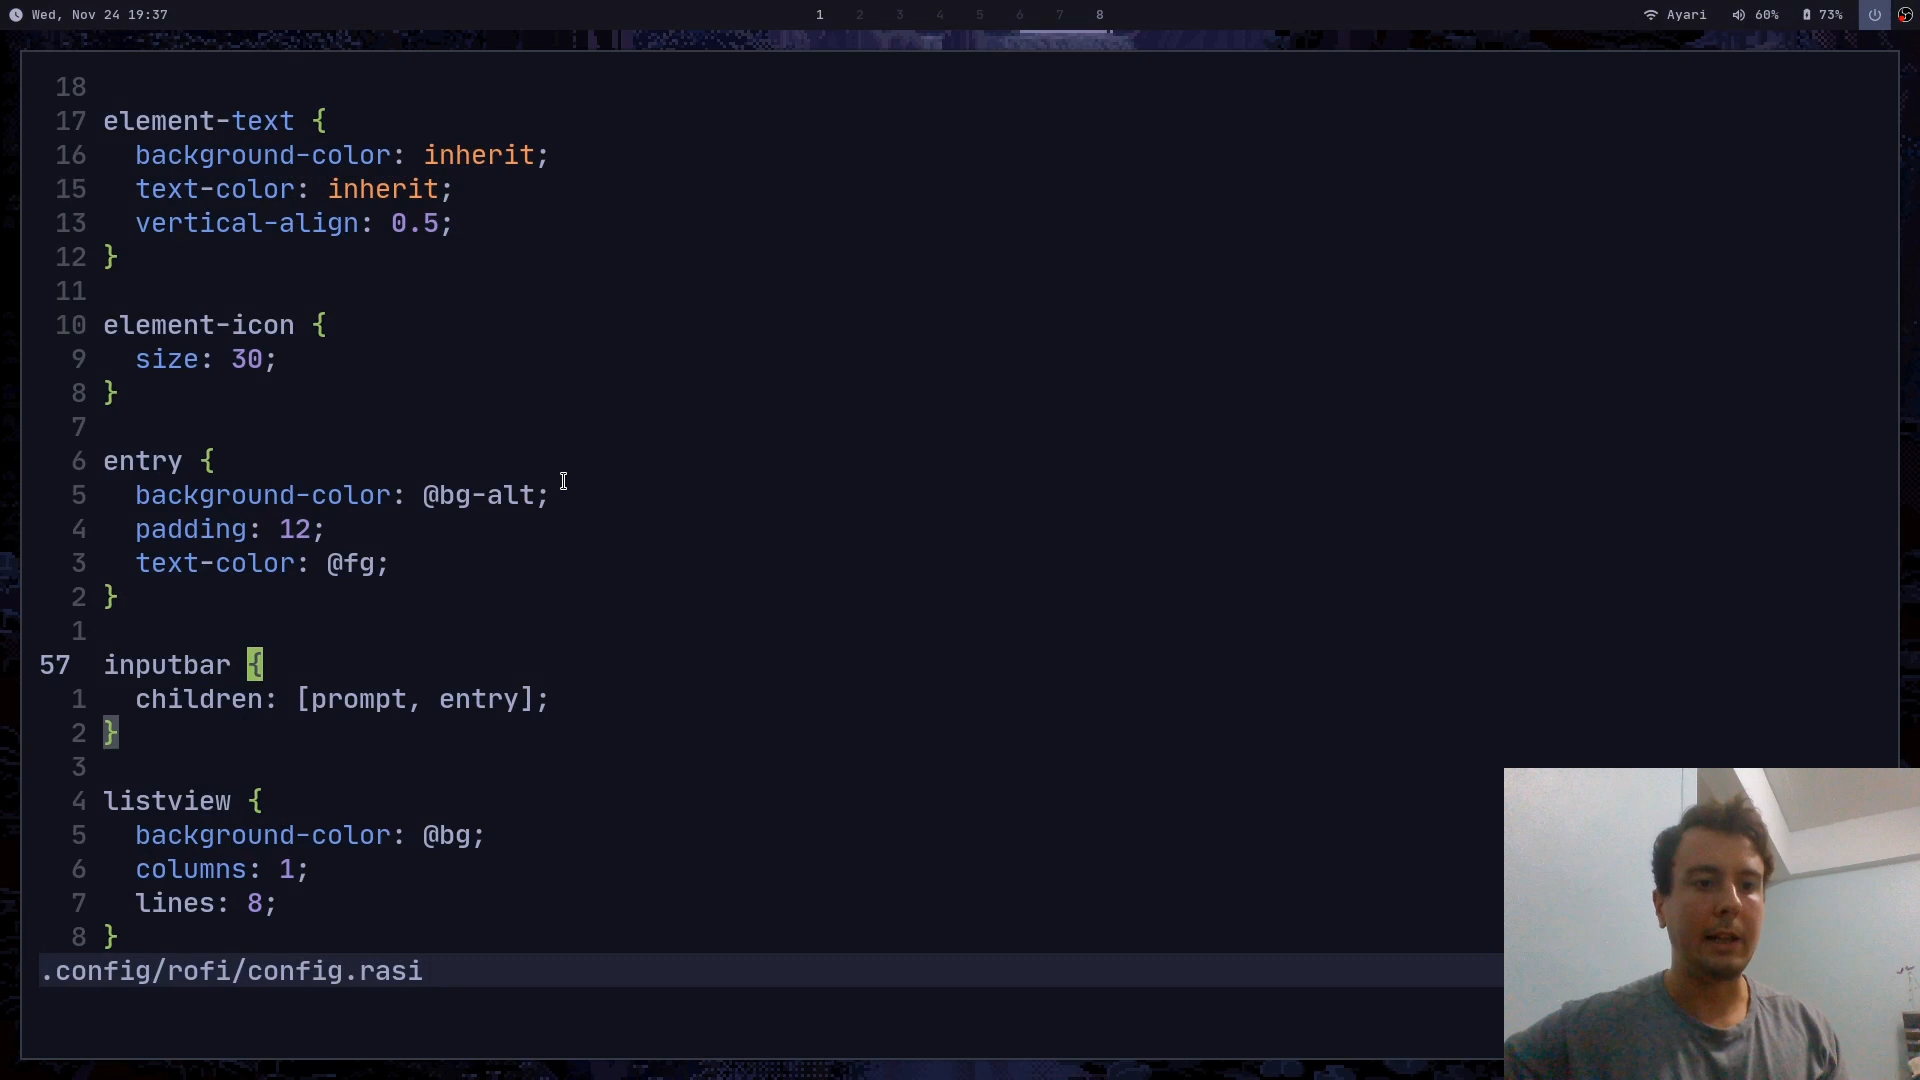 Wed, Nov 24 19:37 1 2 3 4 5 6 7 8 Ayari 60% 73%
18
17 element-text {
16 background-color: inherit;
15 text-color: inherit;
13 vertical-align: 0.5;
12 }
11
10 element-icon {
9 size: 30;
8 }
7
6 entry {
5 background-color: @bg-alt;
4 padding: 12;
3 text-color: @fg;
2 }
1
57 inputbar {
1 children: [prompt, entry];
2 }
3
4 listview {
5 background-color: @bg;
6 columns: 1;
7 lines: 8;
8 }
.config/rofi/config.rasi